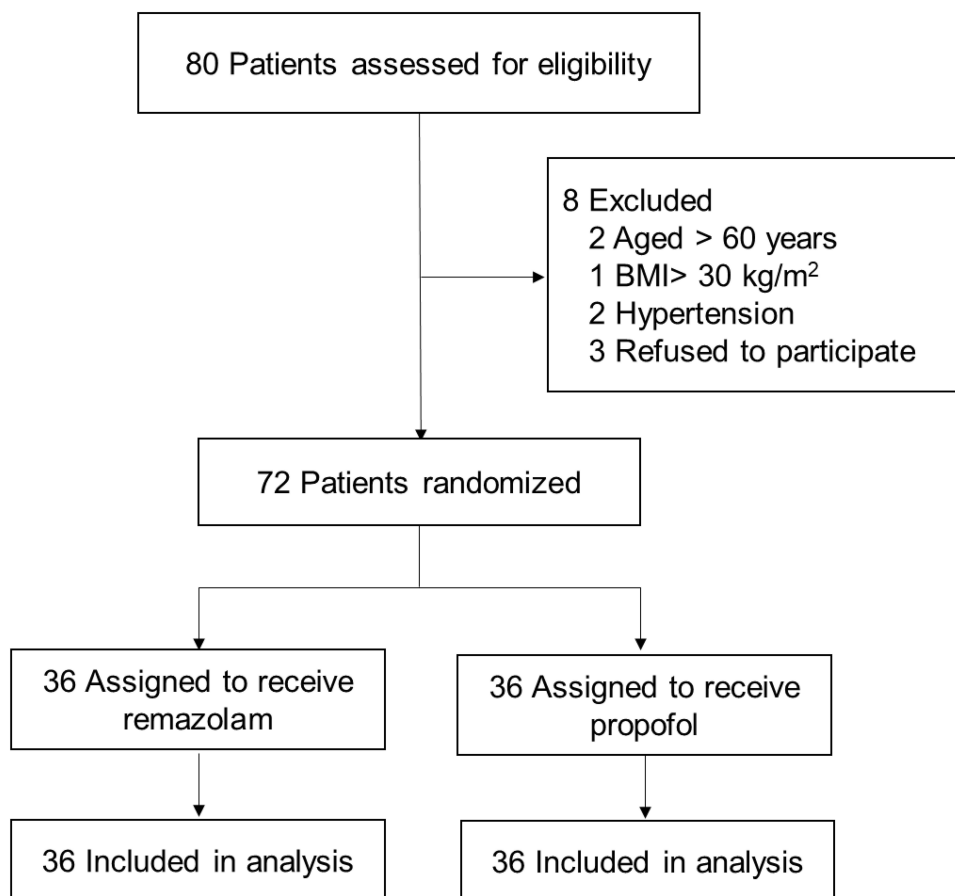 80 Patients assessed for eligibility
8 Excluded
2 Aged > 60 years
1 BMI> 30 kg/m²
2 Hypertension
3 Refused to participate
72 Patients randomized
36 Assigned to receive
remazolam
36 Assigned to receive
propofol
36 Included in analysis
36 Included in analysis